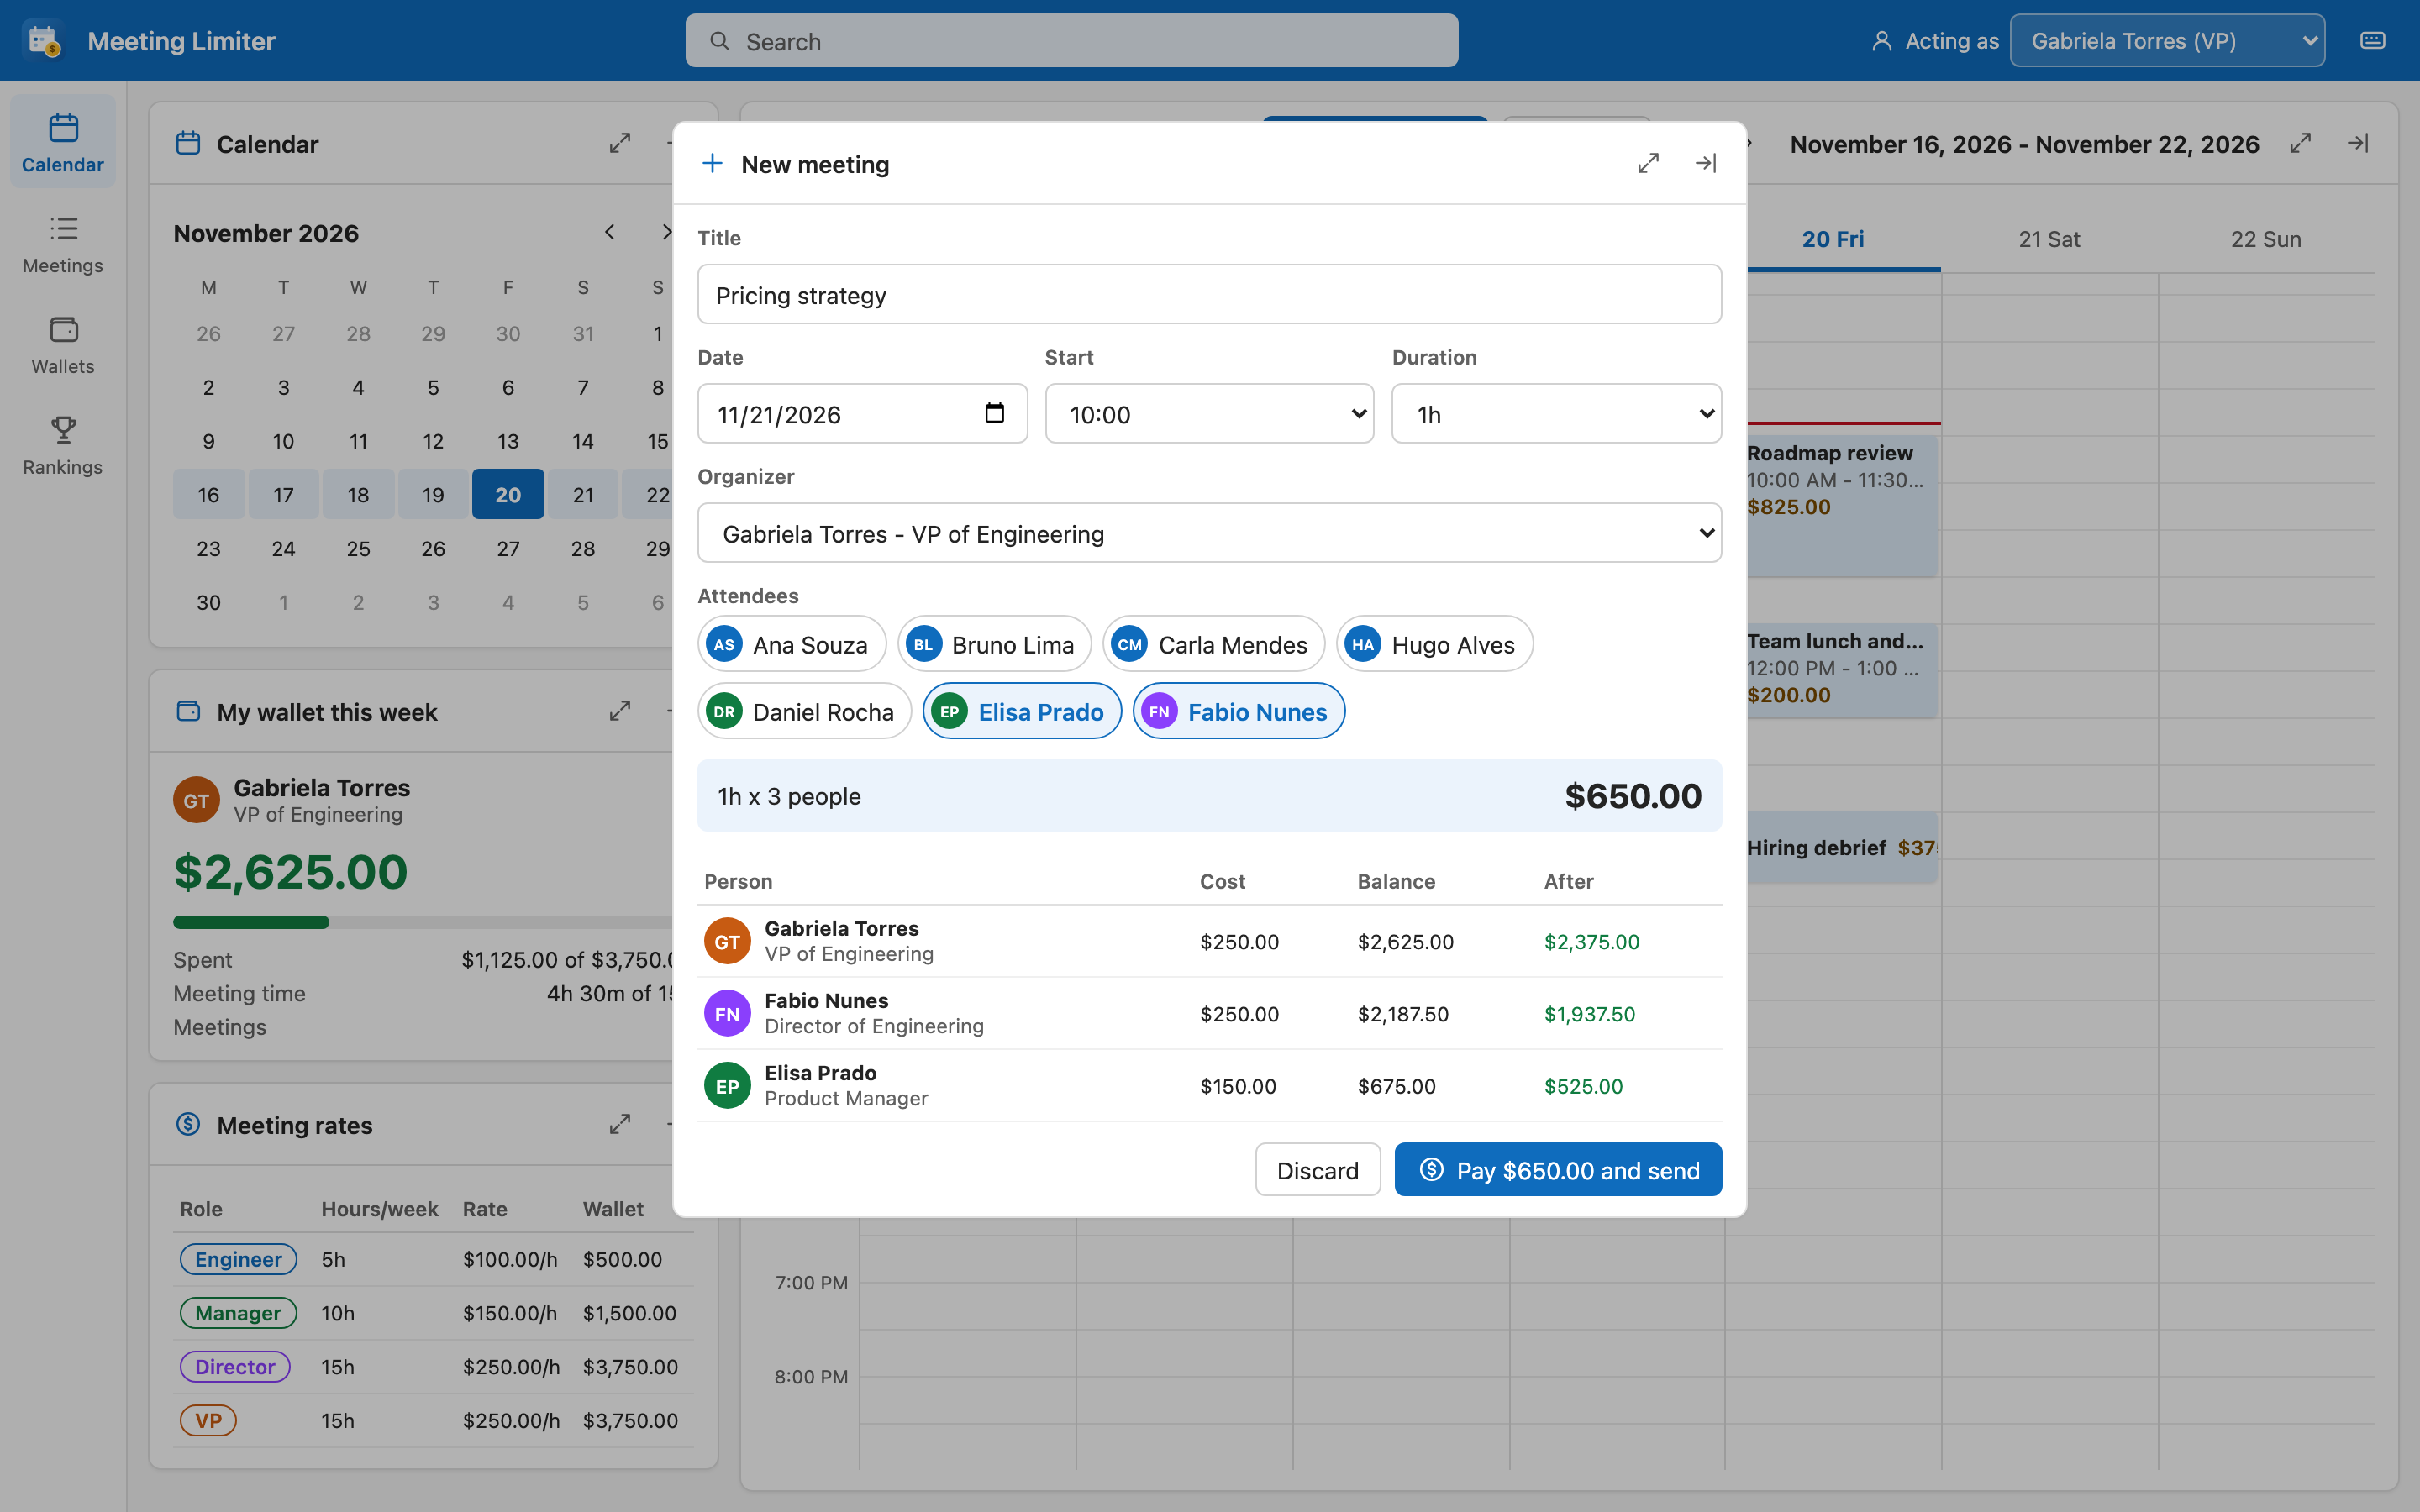 Meeting Limiter
Search
Acting as
Gabriela Torres (VP)
Calendar
Meetings
Wallets
Rankings
Calendar
November 2026
M T W T F S S
26 27 28 29 30 31 1
2 3 4 5 6 7 8
9 10 11 12 13 14 15
16 17 18 19 20 21 22
23 24 25 26 27 28 29
30 1 2 3 4 5 6
My wallet this week
GT
Gabriela Torres
VP of Engineering
$2,625.00
Spent $1,125.00 of $3,750.
Meeting time 4h 30m of
Meetings
Meeting rates
Role Hours/week Rate Wallet
Engineer 5h $100.00/h $500.00
Manager 10h $150.00/h $1,500.00
Director 15h $250.00/h $3,750.00
VP 15h $250.00/h $3,750.00
New meeting
Title
Pricing strategy
Date Start Duration
11/21/2026 10:00 1h
Organizer
Gabriela Torres - VP of Engineering
Attendees
AS Ana Souza BL Bruno Lima CM Carla Mendes HA Hugo Alves
DR Daniel Rocha EP Elisa Prado FN Fabio Nunes
1h x 3 people $650.00
Person Cost Balance After
GT Gabriela Torres
VP of Engineering
$250.00 $2,625.00 $2,375.00
FN Fabio Nunes
Director of Engineering
$250.00 $2,187.50 $1,937.50
EP Elisa Prado
Product Manager
$150.00 $675.00 $525.00
Discard
Pay $650.00 and send
November 16, 2026 - November 22, 2026
20 Fri 21 Sat 22 Sun
Roadmap review
10:00 AM - 11:30...
$825.00
Team lunch and...
12:00 PM - 1:00 ...
$200.00
Hiring debrief $37
7:00 PM
8:00 PM